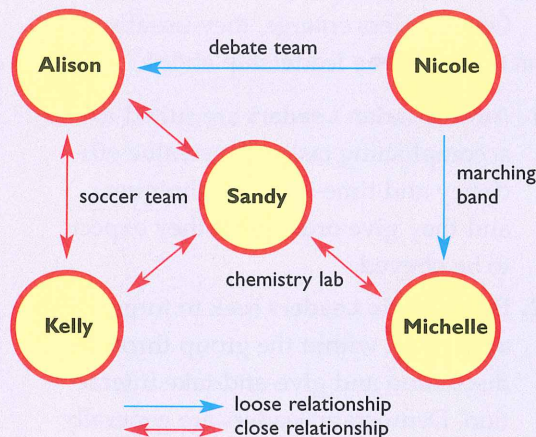 debate team
Alison
Nicole
soccer team
Sandy
marching
band
chemistry lab
Kelly
Michelle
loose relationship
close relationship